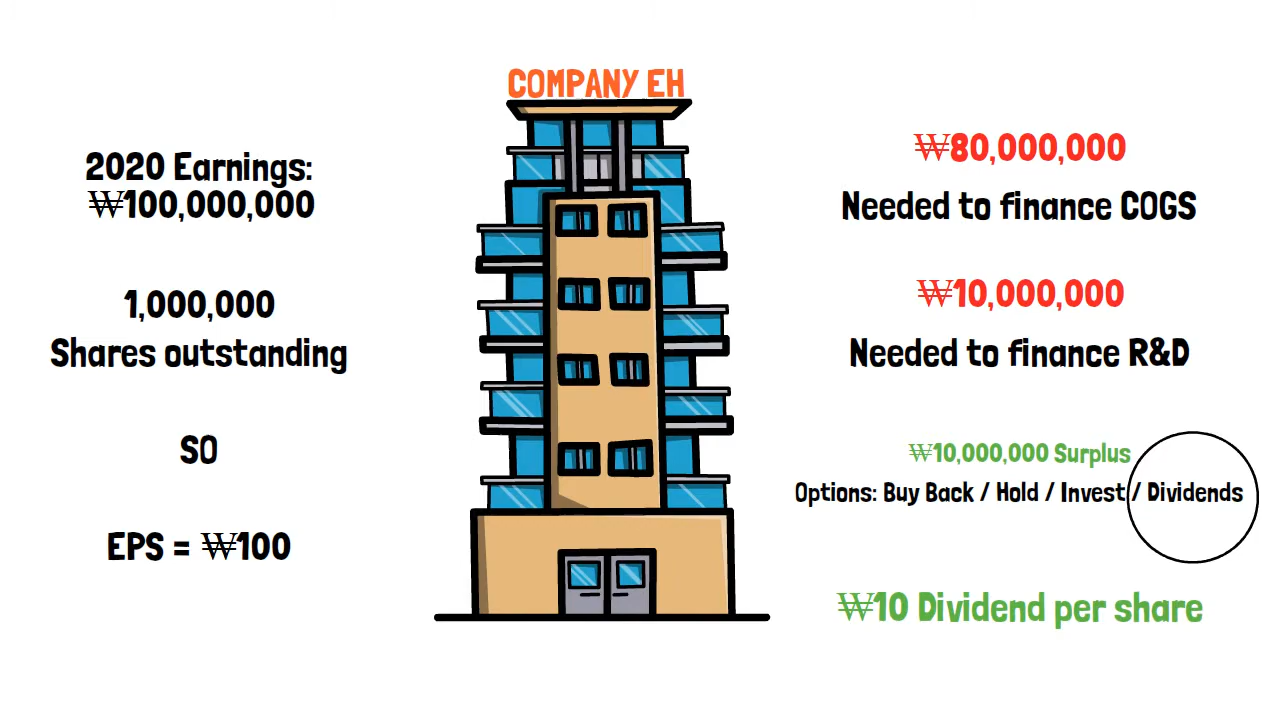 COMPANY EH
2020 Earnings:
₩100,000,000
1,000,000
Shares outstanding
SO
EPS = ₩100
₩80,000,000
Needed to finance COGS
₩10,000,000
Needed to finance R&D
₩10,000,000 Surplus
Options: Buy Back / Hold / Invest / Dividends
₩10 Dividend per share